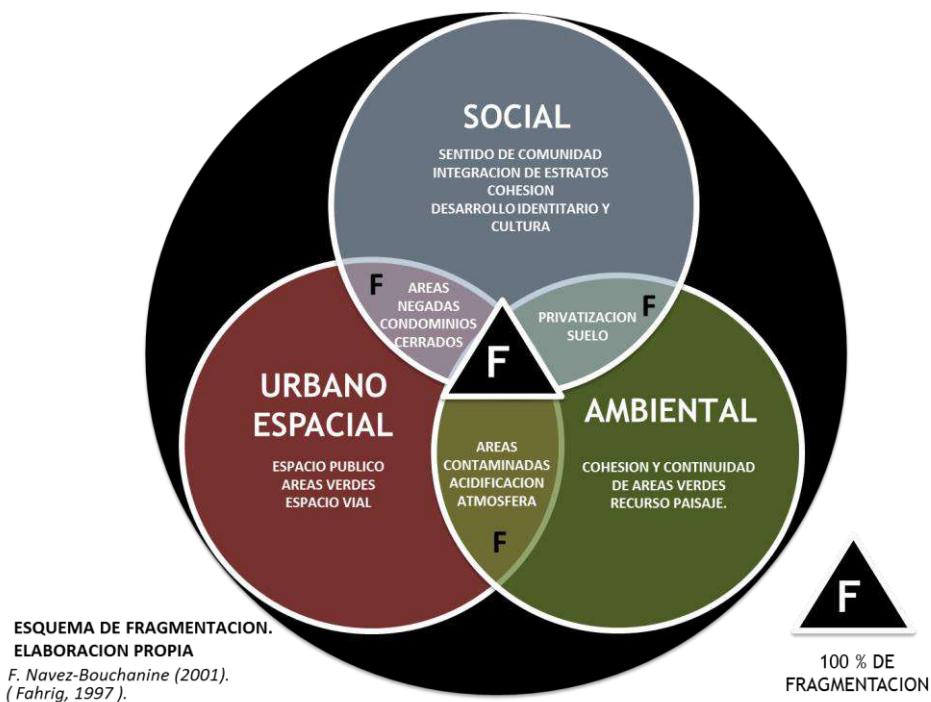 SOCIAL
SENTIDO DE COMUNIDAD
INTEGRACION DE ESTRATOS
COHESION
DESARROLLO IDENTITARIO Y
CULTURA
F
AREAS
NEGADAS
CONDOMINIOS
CERRADOS
F
PRIVATIZACION
SUELO
F
URBANO
ESPACIAL
ESPACIO PUBLICO
AREAS VERDES
ESPACIO VIAL
AMBIENTAL
COHESION Y CONTINUIDAD
DE AREAS VERDES
RECURSO PAISAJE.
AREAS
CONTAMINADAS
ACIDIFICACION
ATMOSFERA
F
ESQUEMA DE FRAGMENTACION.
ELABORACION PROPIA
F. Navez-Bouchanine (2001).
( Fahrig, 1997 ).
F
100 % DE
FRAGMENTACION